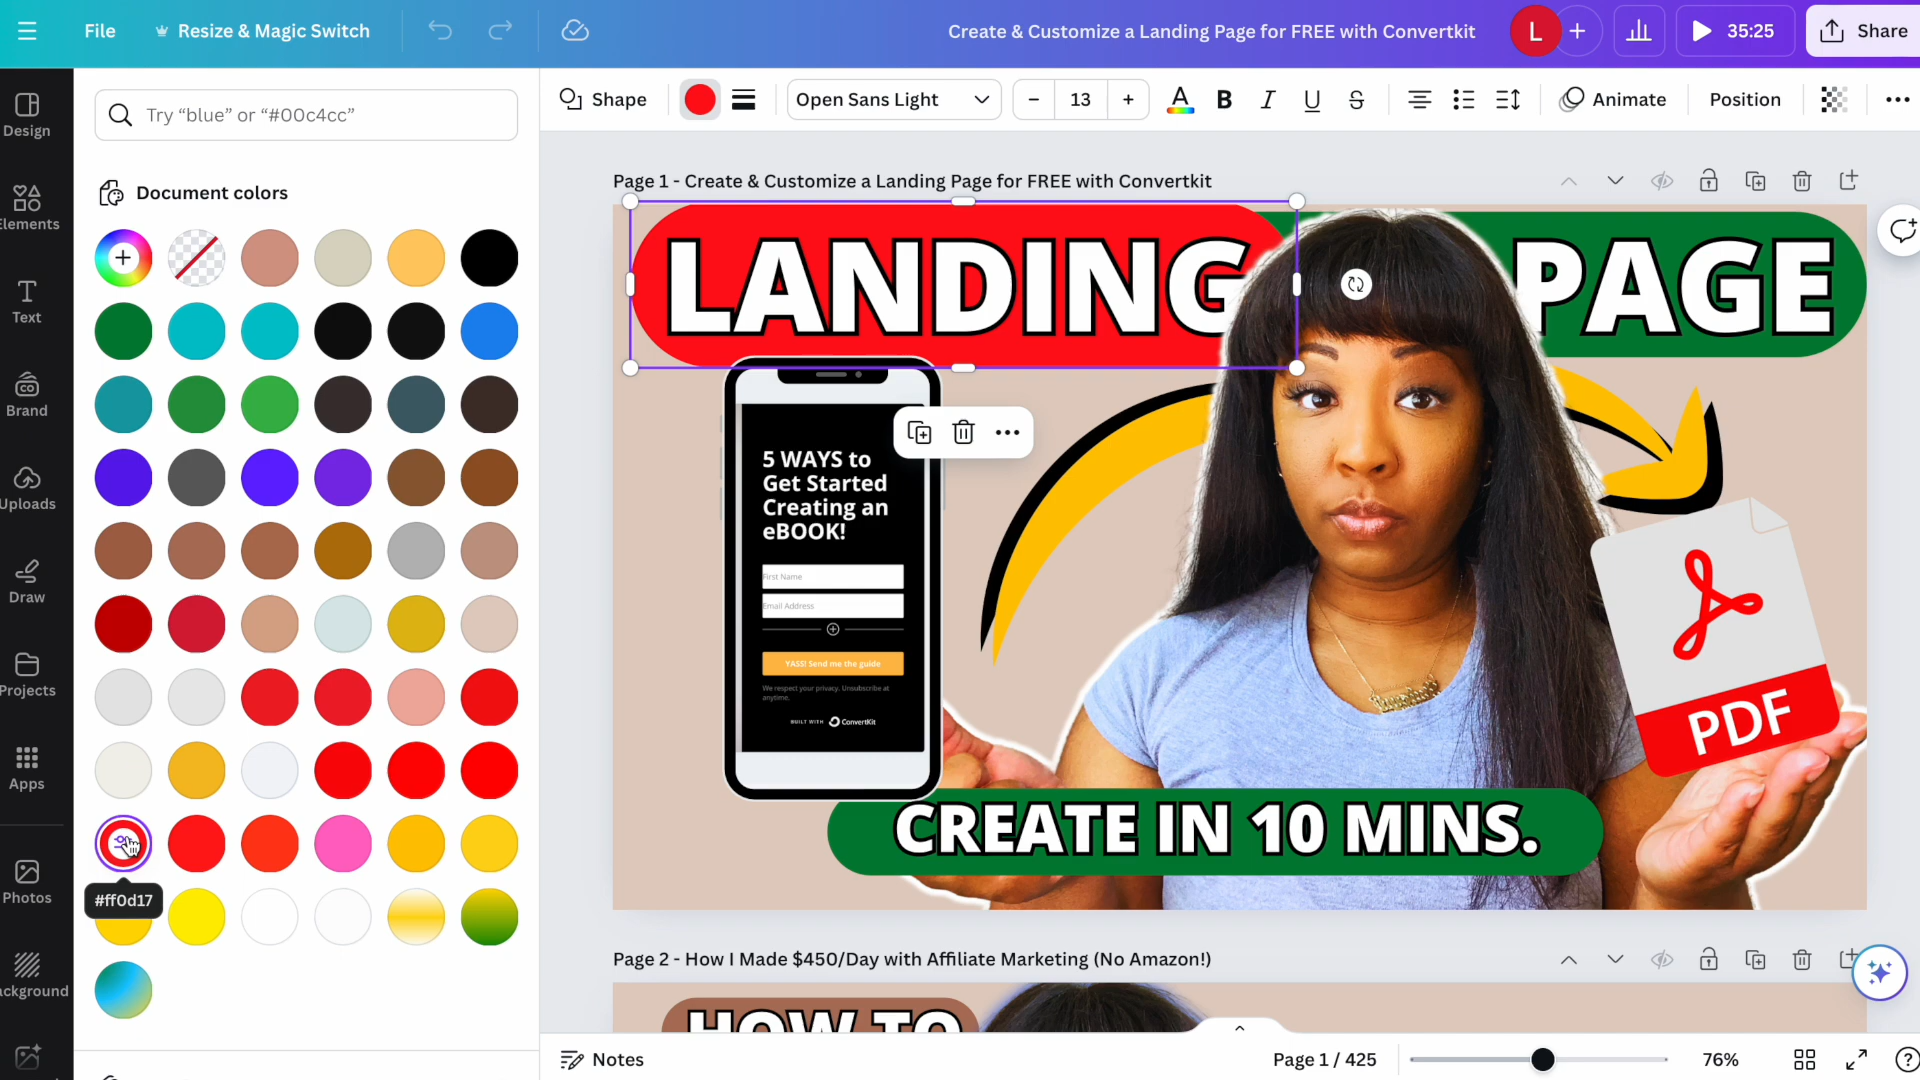 File
Resize & Magic Switch
Create & Customize a Landing Page for FREE with Convertkit
L
35:25
Share
Design
Elements
Text
Brand
Uploads
Draw
Projects
Apps
Photos
ackground
Try “blue” or “#00c4cc”
Document colors
#ff0d17
Shape
Open Sans Light
13
A
B
I
U
S
Animate
Position
Page 1 - Create & Customize a Landing Page for FREE with Convertkit
LANDING PAGE
5 WAYS to
Get Started
Creating an
eBOOK!
First Name
Email Address
YASS! Send me the guide
We respect your privacy. Unsubscribe at
anytime.
BUILT WITH ConvertKit
PDF
CREATE IN 10 MINS.
Page 2 - How I Made $450/Day with Affiliate Marketing (No Amazon!)
HOW TO
Notes
Page 1 / 425
76%